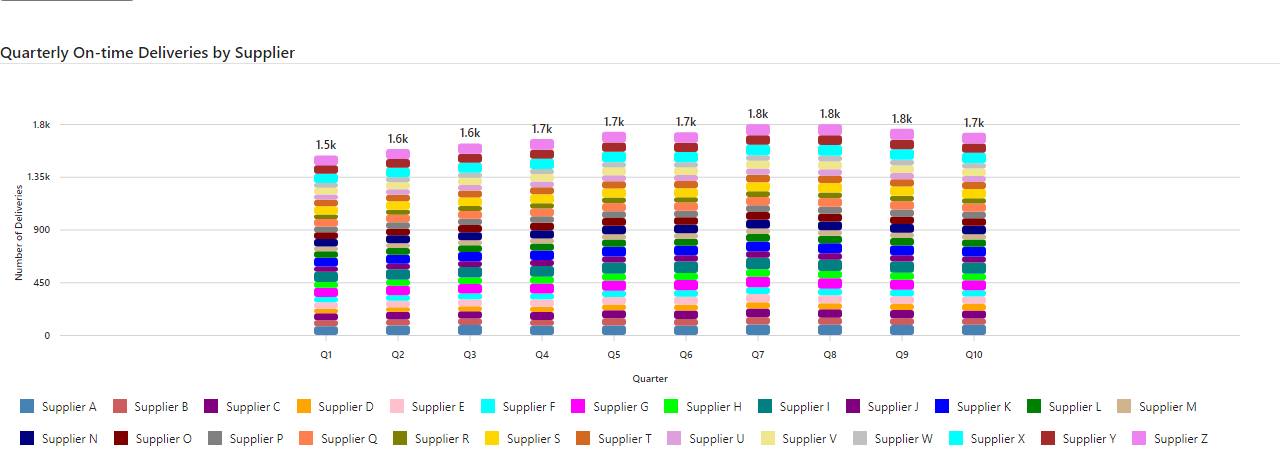 Quarterly On-time Deliveries by Supplier
1.5k 1.6k 1.6k 1.7k 1.7k 1.7k 1.8k 1.8k 1.8k 1.7k
1.8k
1.35k
900
450
0
Number of Deliveries
Q1 Q2 Q3 Q4 Q5 Q6 Q7 Q8 Q9 Q10
Quarter
Supplier A Supplier B Supplier C Supplier D Supplier E Supplier F Supplier G Supplier H Supplier I Supplier J Supplier K Supplier L Supplier M
Supplier N Supplier O Supplier P Supplier Q Supplier R Supplier S Supplier T Supplier U Supplier V Supplier W Supplier X Supplier Y Supplier Z